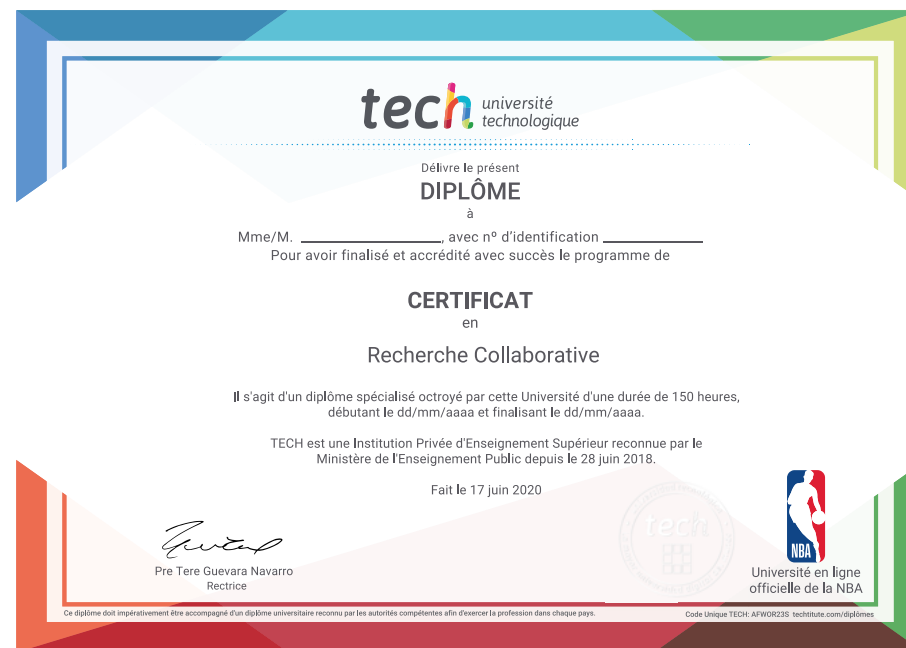 tech université
technologique
Délivre le présent
DIPLÔME
à
Mme/M. ____________________, avec nº d'identification ______________
Pour avoir finalisé et accrédité avec succès le programme de
CERTIFICAT
en
Recherche Collaborative
Il s'agit d'un diplôme spécialisé octroyé par cette Université d'une durée de 150 heures,
débutant le dd/mm/aaaa et finalisant le dd/mm/aaaa.
TECH est une Institution Privée d'Enseignement Supérieur reconnue par le
Ministère de l'Enseignement Public depuis le 28 juin 2018.
Fait le 17 juin 2020
tech
NBA
Pre Tere Guevara Navarro
Rectrice
Université en ligne
officielle de la NBA
Ce diplôme doit impérativement être accompagné d'un diplôme universitaire reconnu par les autorités compétentes afin d'exercer la profession dans chaque pays.
Code Unique TECH: AFWOR23S techtitute.com/diplômes